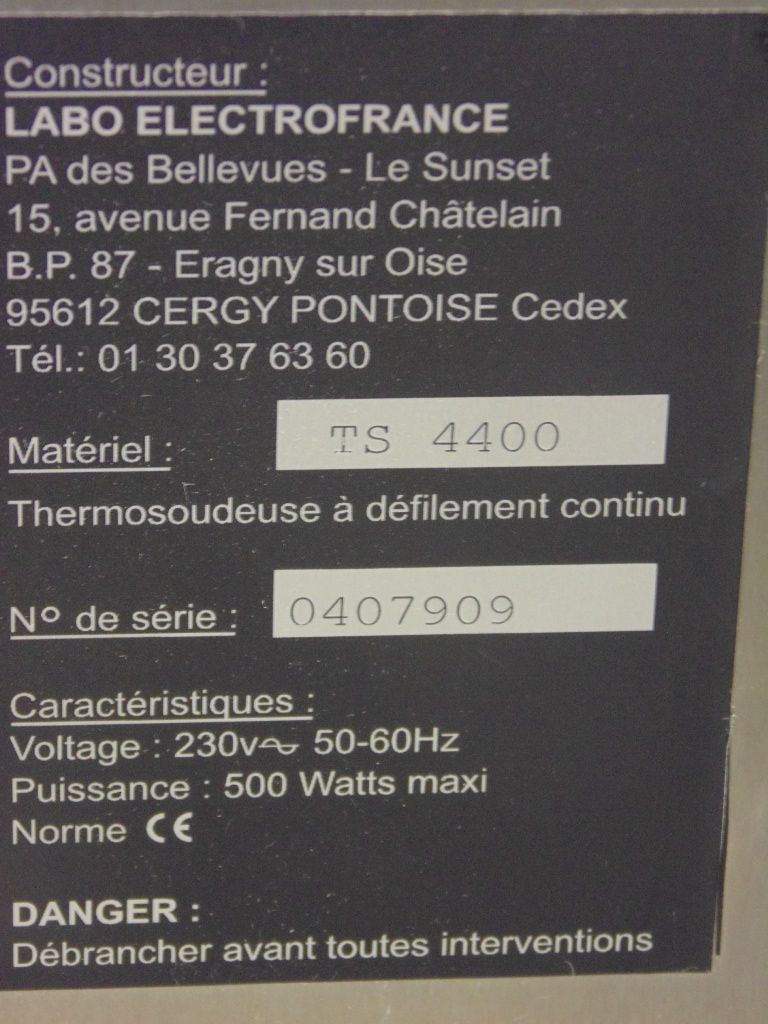 Constructeur :
LABO ELECTROFRANCE
PA des Bellevues - Le Sunset
15, avenue Fernand Châtelain
B.P. 87 - Eragny sur Oise
95612 CERGY PONTOISE Cedex
Tél.: 01 30 37 63 60
Matériel : TS 4400
Thermosoudeuse à défilement continu
Nº de série : 0407909
Caractéristiques :
Voltage : 230v~ 50-60Hz
Puissance : 500 Watts maxi
Norme CE
DANGER :
Débrancher avant toutes interventions